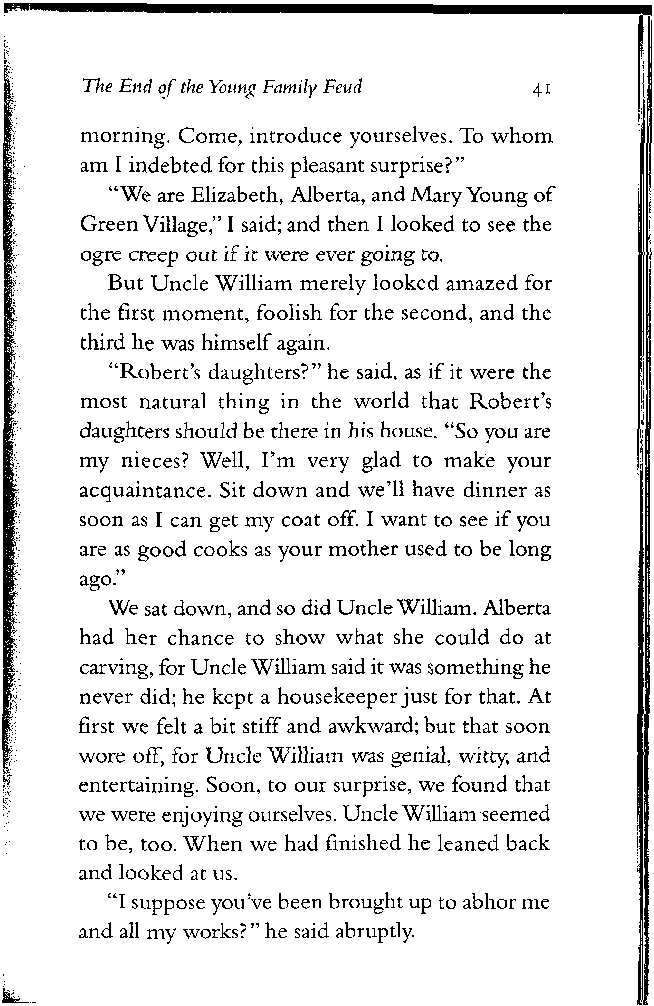 The End of the Young Family Feud 41
morning. Come, introduce yourselves. To whom
am I indebted for this pleasant surprise?"
"We are Elizabeth, Alberta, and Mary Young of
Green Village," I said; and then I looked to see the
ogre creep out if it were ever going to.
But Uncle William merely looked amazed for
the first moment, foolish for the second, and the
third he was himself again.
"Robert's daughters?" he said, as if it were the
most natural thing in the world that Robert's
daughters should be there in his house. "So you are
my nieces? Well, I'm very glad to make your
acquaintance. Sit down and we'll have dinner as
soon as I can get my coat off. I want to see if you
are as good cooks as your mother used to be long
ago."
We sat down, and so did Uncle William. Alberta
had her chance to show what she could do at
carving, for Uncle William said it was something he
never did; he kept a housekeeper just for that. At
first we felt a bit stiff and awkward; but that soon
wore off, for Uncle William was genial, witty, and
entertaining. Soon, to our surprise, we found that
we were enjoying ourselves. Uncle William seemed
to be, too. When we had finished he leaned back
and looked at us.
"I suppose you've been brought up to abhor me
and all my works?" he said abruptly.